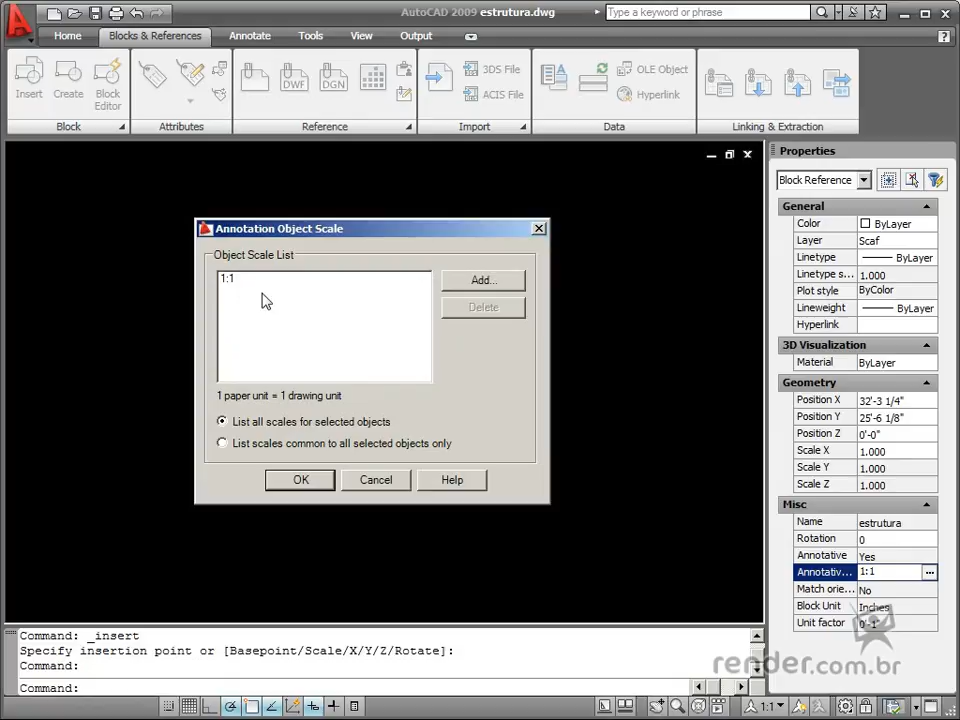 AutoCAD 2009 estrutura.dwg
Type a keyword or phrase
Home
Blocks & References
Annotate
Tools
View
Output
Insert
Create
Block
Editor
DWF
DGN
3DS File
ACIS File
OLE Object
Hyperlink
Block
Attributes
Reference
Import
Data
Linking & Extraction
Annotation Object Scale
Object Scale List
1:1
Add...
Delete
1 paper unit = 1 drawing unit
List all scales for selected objects
List scales common to all selected objects only
OK
Cancel
Help
Properties
Block Reference
General
Color ByLayer
Layer Scaf
Linetype ByLayer
Linetype s... 1.000
Plot style ByColor
Lineweight ByLayer
Hyperlink
3D Visualization
Material ByLayer
Geometry
Position X 32'-3 1/4"
Position Y 25'-6 1/8"
Position Z 0'-0"
Scale X 1.000
Scale Y 1.000
Scale Z 1.000
Misc
Name estrutura
Rotation 0
Annotative Yes
Annotativ... 1:1 ...
Match orie... No
Block Unit Inches
Unit factor 0'-1"
render.com.br
Command: _insert
Specify insertion point or [Basepoint/Scale/X/Y/Z/Rotate]:
Command:
Command:
1:1